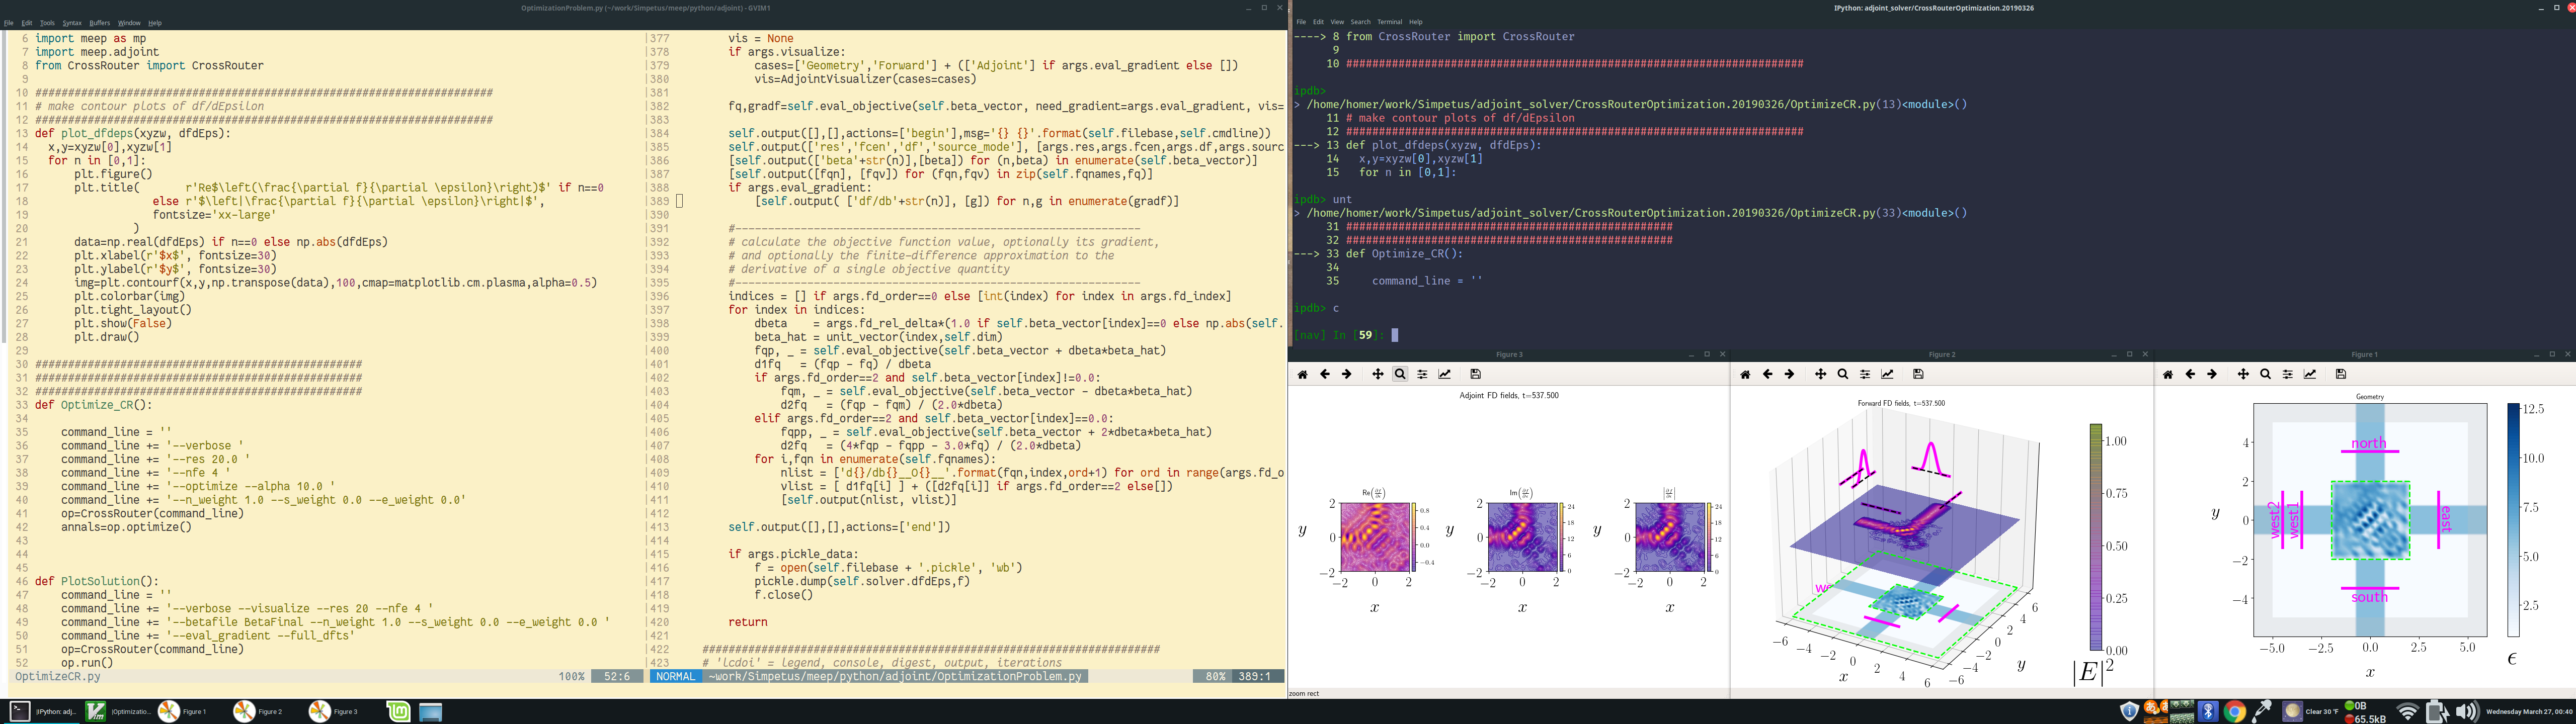 OptimizationProblem.py (~/work/Simpetus/meep/python/adjoint) - GVIM1
File Edit Tools Syntax Buffers Window Help
6 import meep as mp
7 import meep.adjoint
8 from CrossRouter import CrossRouter
9
10 ######################################################################
11 # make contour plots of df/dEpsilon
12 ######################################################################
13 def plot_dfdeps(xyzw, dfdEps):
14 x,y=xyzw[0],xyzw[1]
15 for n in [0,1]:
16 plt.figure()
17 plt.title( r'Re$\left(\frac{\partial f}{\partial \epsilon}\right)$' if n==0
18 else r'$\left|\frac{\partial f}{\partial \epsilon}\right|$',
19 fontsize='xx-large'
20 )
21 data=np.real(dfdEps) if n==0 else np.abs(dfdEps)
22 plt.xlabel(r'$x$', fontsize=30)
23 plt.ylabel(r'$y$', fontsize=30)
24 img=plt.contourf(x,y,np.transpose(data),100,cmap=matplotlib.cm.plasma,alpha=0.5)
25 plt.colorbar(img)
26 plt.tight_layout()
27 plt.show(False)
28 plt.draw()
29
30 ##################################################
31 ##################################################
32 ##################################################
33 def Optimize_CR():
34
35 command_line = ''
36 command_line += '--verbose '
37 command_line += '--res 20.0 '
38 command_line += '--nfe 4 '
39 command_line += '--optimize --alpha 10.0 '
40 command_line += '--n_weight 1.0 --s_weight 0.0 --e_weight 0.0'
41 op=CrossRouter(command_line)
42 annals=op.optimize()
43
44
45
46 def PlotSolution():
47 command_line = ''
48 command_line += '--verbose --visualize --res 20 --nfe 4 '
49 command_line += '--betafile BetaFinal --n_weight 1.0 --s_weight 0.0 --e_weight 0.0 '
50 command_line += '--eval_gradient --full_dfts'
51 op=CrossRouter(command_line)
52 op.run()
OptimizeCR.py 100% 52:6
377 vis = None
378 if args.visualize:
379 cases=['Geometry','Forward'] + (['Adjoint'] if args.eval_gradient else [])
380 vis=AdjointVisualizer(cases=cases)
381
382 fq,gradf=self.eval_objective(self.beta_vector, need_gradient=args.eval_gradient, vis=
383
384 self.output([],[],actions=['begin'],msg='{} {}'.format(self.filebase,self.cmdline))
385 self.output(['res','fcen','df','source_mode'], [args.res,args.fcen,args.df,args.sourc
386 [self.output(['beta'+str(n)],[beta]) for (n,beta) in enumerate(self.beta_vector)]
387 [self.output([fqn], [fqv]) for (fqn,fqv) in zip(self.fqnames,fq)]
388 if args.eval_gradient:
389 [self.output( ['df/db'+str(n)], [g]) for n,g in enumerate(gradf)]
390
391 #--------------------------------------------------------------
392 # calculate the objective function value, optionally its gradient,
393 # and optionally the finite-difference approximation to the
394 # derivative of a single objective quantity
395 #--------------------------------------------------------------
396 indices = [] if args.fd_order==0 else [int(index) for index in args.fd_index]
397 for index in indices:
398 dbeta = args.fd_rel_delta*(1.0 if self.beta_vector[index]==0 else np.abs(self.
399 beta_hat = unit_vector(index,self.dim)
400 fqp, _ = self.eval_objective(self.beta_vector + dbeta*beta_hat)
401 d1fq = (fqp - fq) / dbeta
402 if args.fd_order==2 and self.beta_vector[index]!=0.0:
403 fqm, _ = self.eval_objective(self.beta_vector - dbeta*beta_hat)
404 d2fq = (fqp - fqm) / (2.0*dbeta)
405 elif args.fd_order==2 and self.beta_vector[index]==0.0:
406 fqpp, _ = self.eval_objective(self.beta_vector + 2*dbeta*beta_hat)
407 d2fq = (4*fqp - fqpp - 3.0*fq) / (2.0*dbeta)
408 for i,fqn in enumerate(self.fqnames):
409 nlist = ['d{}/db{}__O{}__'.format(fqn,index,ord+1) for ord in range(args.fd_o
410 vlist = [ d1fq[i] ] + ([d2fq[i]] if args.fd_order==2 else[])
411 [self.output(nlist, vlist)]
412
413 self.output([],[],actions=['end'])
414
415 if args.pickle_data:
416 f = open(self.filebase + '.pickle', 'wb')
417 pickle.dump(self.solver.dfdEps,f)
418 f.close()
419
420 return
421
422 ######################################################################
423 # 'lcdoi' = legend, console, digest, output, iterations
NORMAL ~work/Simpetus/meep/python/adjoint/OptimizationProblem.py 80% 389:1
IPython: adjoint_solver/CrossRouterOptimization.20190326
File Edit View Search Terminal Help
----> 8 from CrossRouter import CrossRouter
9
10 ######################################################################
ipdb>
> /home/homer/work/Simpetus/adjoint_solver/CrossRouterOptimization.20190326/OptimizeCR.py(13)<module>()
11 # make contour plots of df/dEpsilon
12 ######################################################################
---> 13 def plot_dfdeps(xyzw, dfdEps):
14 x,y=xyzw[0],xyzw[1]
15 for n in [0,1]:
ipdb> unt
> /home/homer/work/Simpetus/adjoint_solver/CrossRouterOptimization.20190326/OptimizeCR.py(33)<module>()
31 ##################################################
32 ##################################################
---> 33 def Optimize_CR():
34
35 command_line = ''
ipdb> c
[nav] In [59]:
Figure 3
Adjoint FD fields, t=537.500
y 2 0 −2
−2 0 2
x
0.8 0.4 0.0 −0.4
y 2 0 −2
−2 0 2
x
24 18 12 6 0
y 2 0 −2
−2 0 2
x
24 18 12 6 0
zoom rect
Figure 2
Forward FD fields, t=537.500
we
−6 −4 −2 0 2 4 6
x
−6 −4 −2 0 2 4 6
y
1.00
0.75
0.50
0.25
0.00
|E|²
Figure 1
Geometry
north
west2 west1 east
south
y
4 2 0 −2 −4
−5.0 −2.5 0.0 2.5 5.0
x
12.5
10.0
7.5
5.0
2.5
ϵ
|IPython: adj... |Optimizatio... Figure 1 Figure 2 Figure 3
Clear 30 °F 0B 65.5kB Wednesday March 27, 00:40